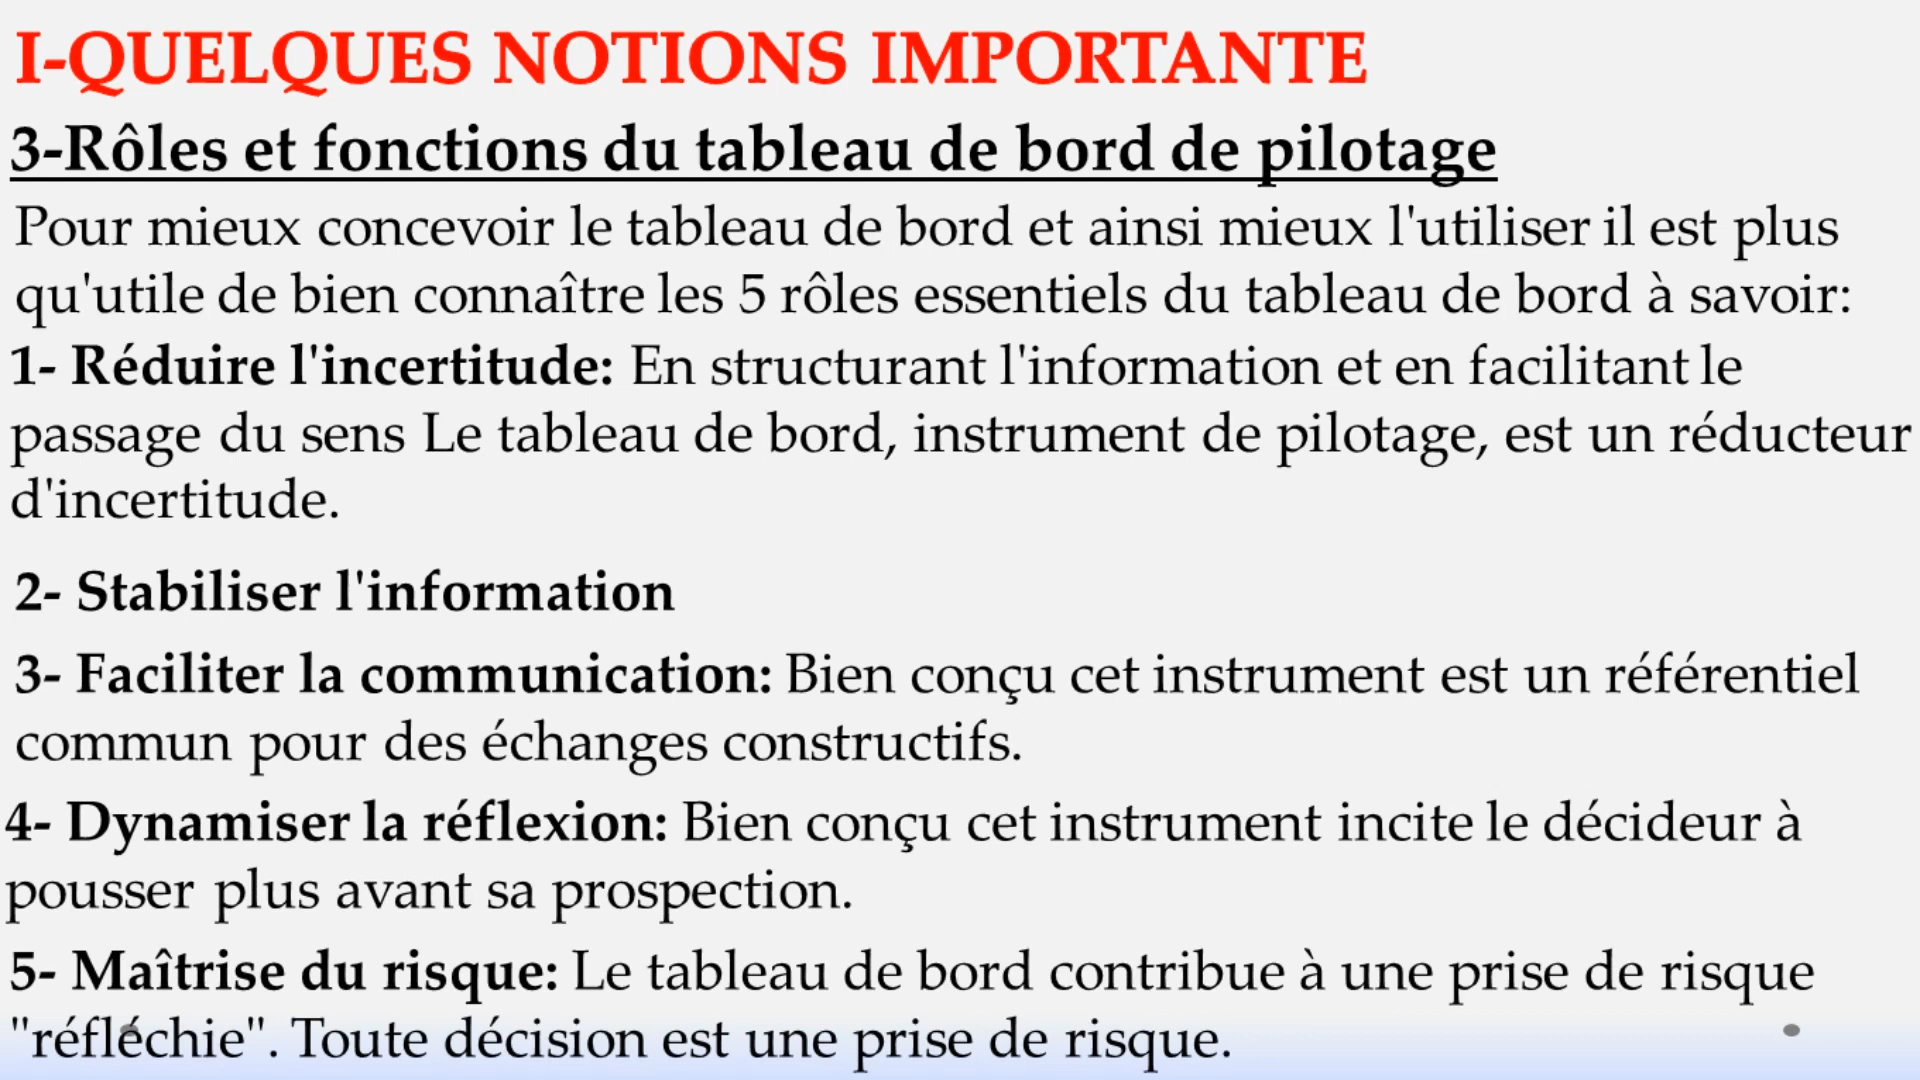 I-QUELQUES NOTIONS IMPORTANTE
3-Rôles et fonctions du tableau de bord de pilotage
Pour mieux concevoir le tableau de bord et ainsi mieux l'utiliser il est plus
qu'utile de bien connaître les 5 rôles essentiels du tableau de bord à savoir:
1- Réduire l'incertitude: En structurant l'information et en facilitant le
passage du sens Le tableau de bord, instrument de pilotage, est un réducteur
d'incertitude.
2- Stabiliser l'information
3- Faciliter la communication: Bien conçu cet instrument est un référentiel
commun pour des échanges constructifs.
4- Dynamiser la réflexion: Bien conçu cet instrument incite le décideur à
pousser plus avant sa prospection.
5- Maîtrise du risque: Le tableau de bord contribue à une prise de risque
"réfléchie". Toute décision est une prise de risque.